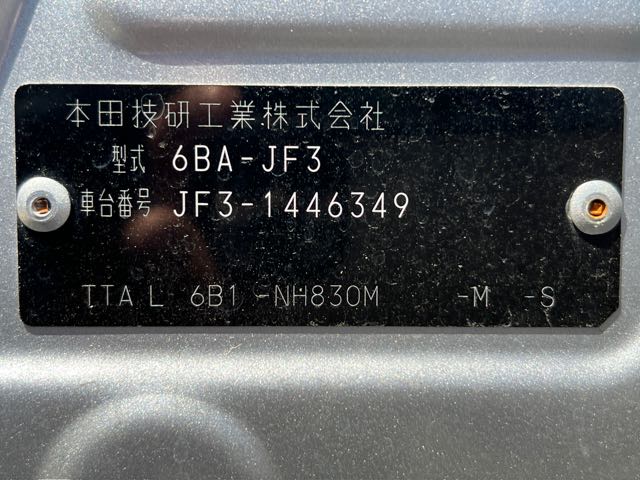 本田技研工業株式会社
型式 6BA-JF3
車台番号 JF3-1446349
TTA L 6B1 -NH830M -M -S